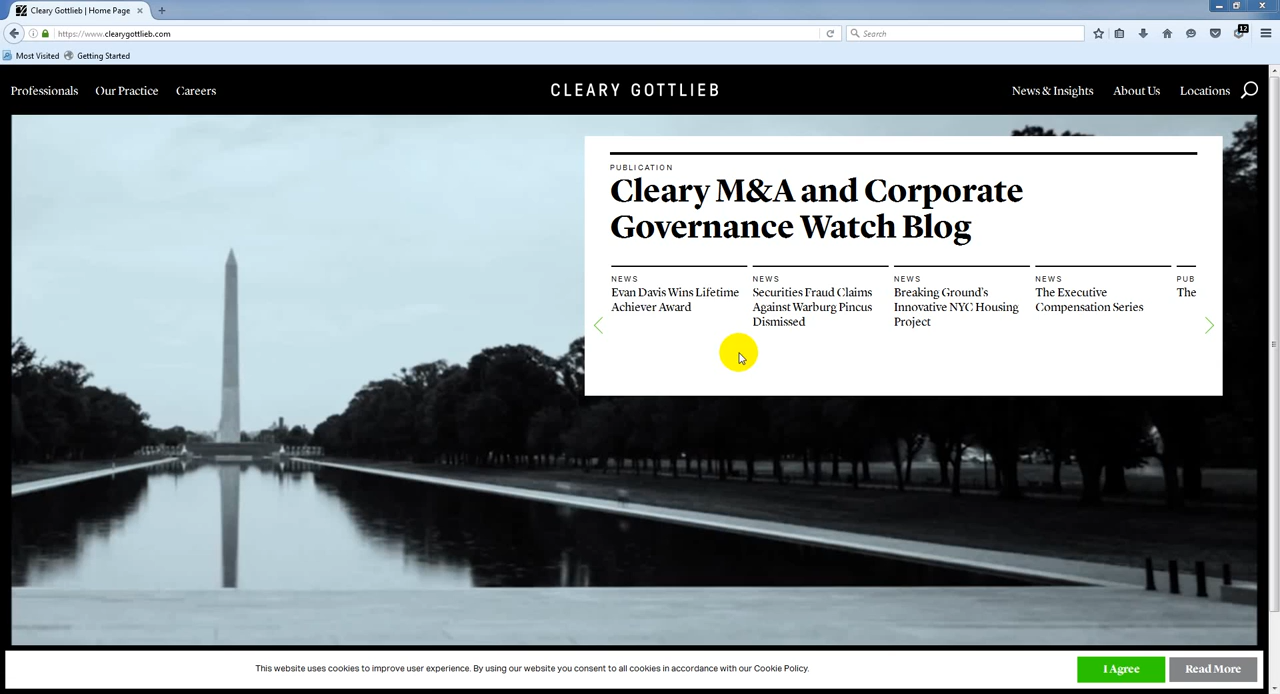 Cleary Gottlieb | Home Page
https://www.clearygottlieb.com
Search
12
Most Visited
Getting Started
Professionals
Our Practice
Careers
CLEARY GOTTLIEB
News & Insights
About Us
Locations
PUBLICATION
Cleary M&A and Corporate
Governance Watch Blog
NEWS
Evan Davis Wins Lifetime
Achiever Award
NEWS
Securities Fraud Claims
Against Warburg Pincus
Dismissed
NEWS
Breaking Ground's
Innovative NYC Housing
Project
NEWS
The Executive
Compensation Series
PUB
The
This website uses cookies to improve user experience. By using our website you consent to all cookies in accordance with our Cookie Policy.
I Agree
Read More